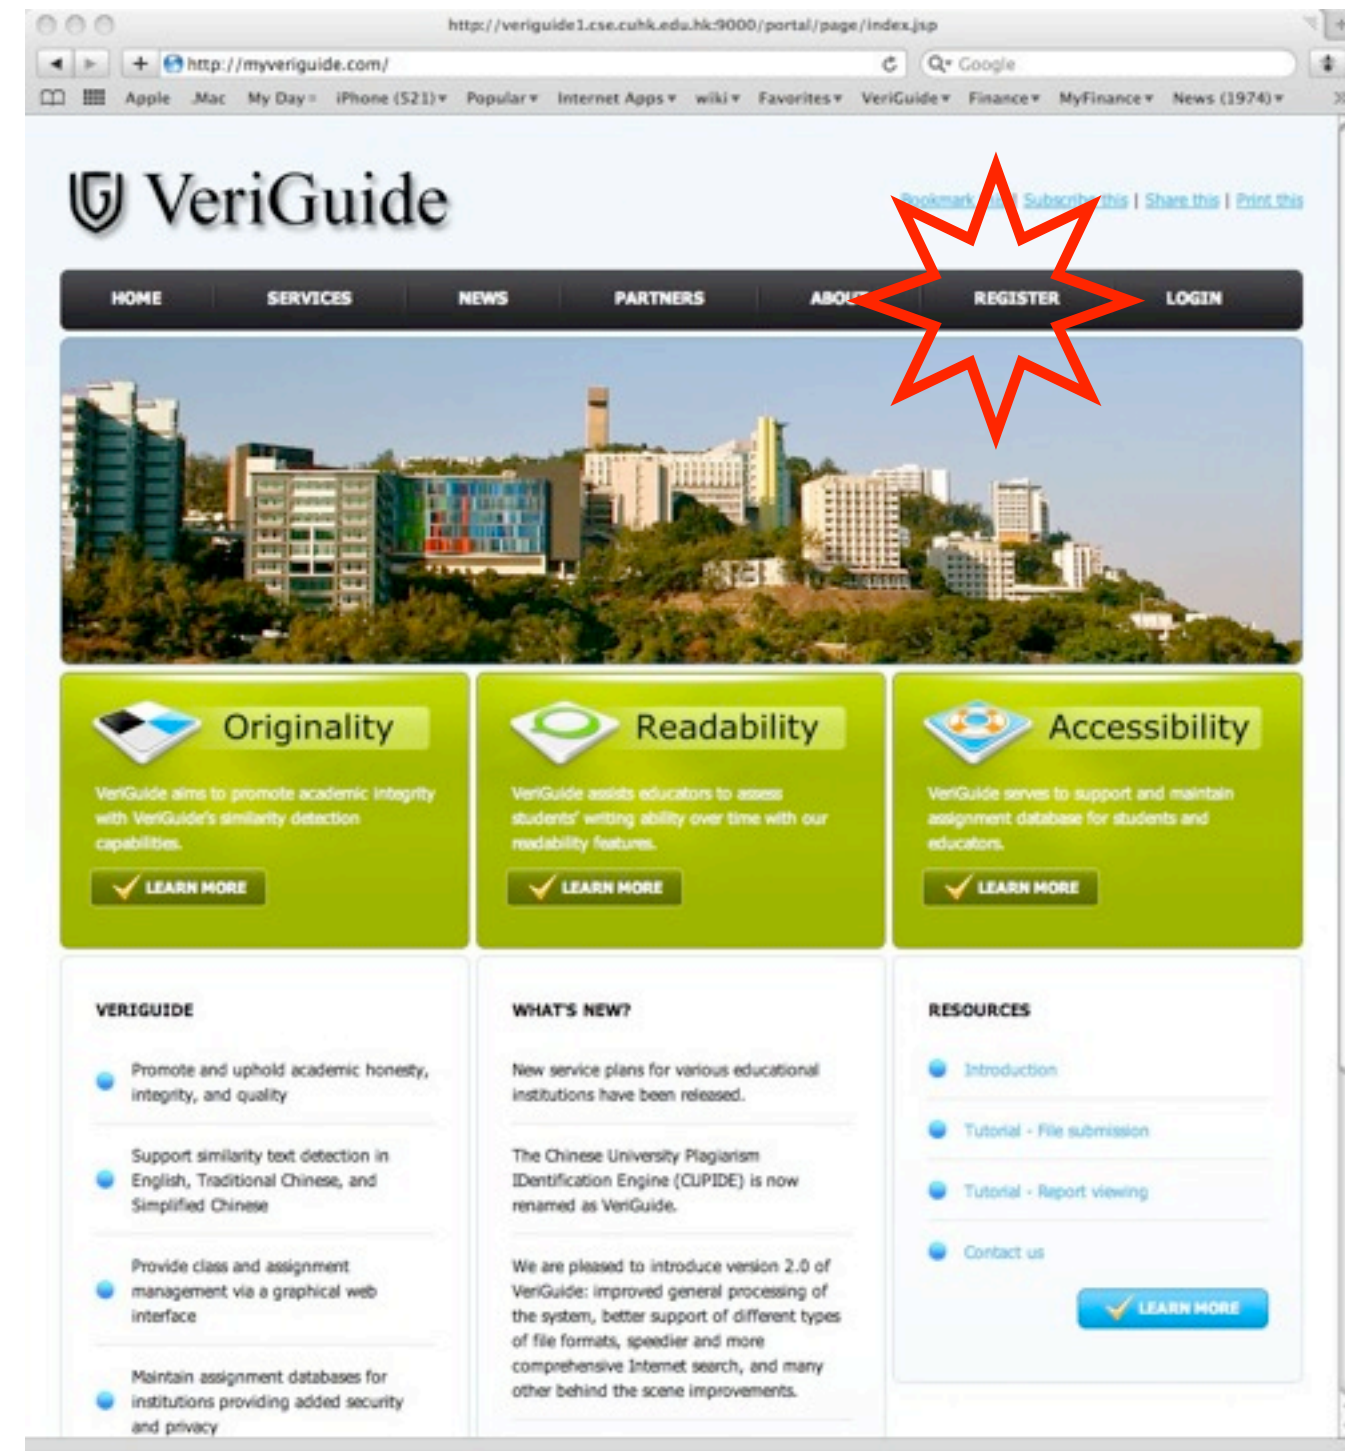 http://veriguide1.cse.cuhk.edu.hk:9000/portal/page/index.jsp
http://myveriguide.com/
Google
Apple .Mac My Day iPhone (521) Popular Internet Apps wiki Favorites VeriGuide Finance MyFinance News (1974)
VeriGuide
Bookmark this | Subscribe this | Share this | Print this
HOME SERVICES NEWS PARTNERS ABOUT REGISTER LOGIN
Originality
VeriGuide aims to promote academic integrity
with VeriGuide's similarity detection
capabilities.
LEARN MORE
Readability
VeriGuide assists educators to assess
students' writing ability over time with our
readability features.
LEARN MORE
Accessibility
VeriGuide serves to support and maintain
assignment database for students and
educators.
LEARN MORE
VERIGUIDE
Promote and uphold academic honesty,
integrity, and quality
Support similarity text detection in
English, Traditional Chinese, and
Simplified Chinese
Provide class and assignment
management via a graphical web
interface
Maintain assignment databases for
institutions providing added security
and privacy
WHAT'S NEW?
New service plans for various educational
institutions have been released.
The Chinese University Plagiarism
IDentification Engine (CUPIDE) is now
renamed as VeriGuide.
We are pleased to introduce version 2.0 of
VeriGuide: improved general processing of
the system, better support of different types
of file formats, speedier and more
comprehensive Internet search, and many
other behind the scene improvements.
RESOURCES
Introduction
Tutorial - File submission
Tutorial - Report viewing
Contact us
LEARN MORE